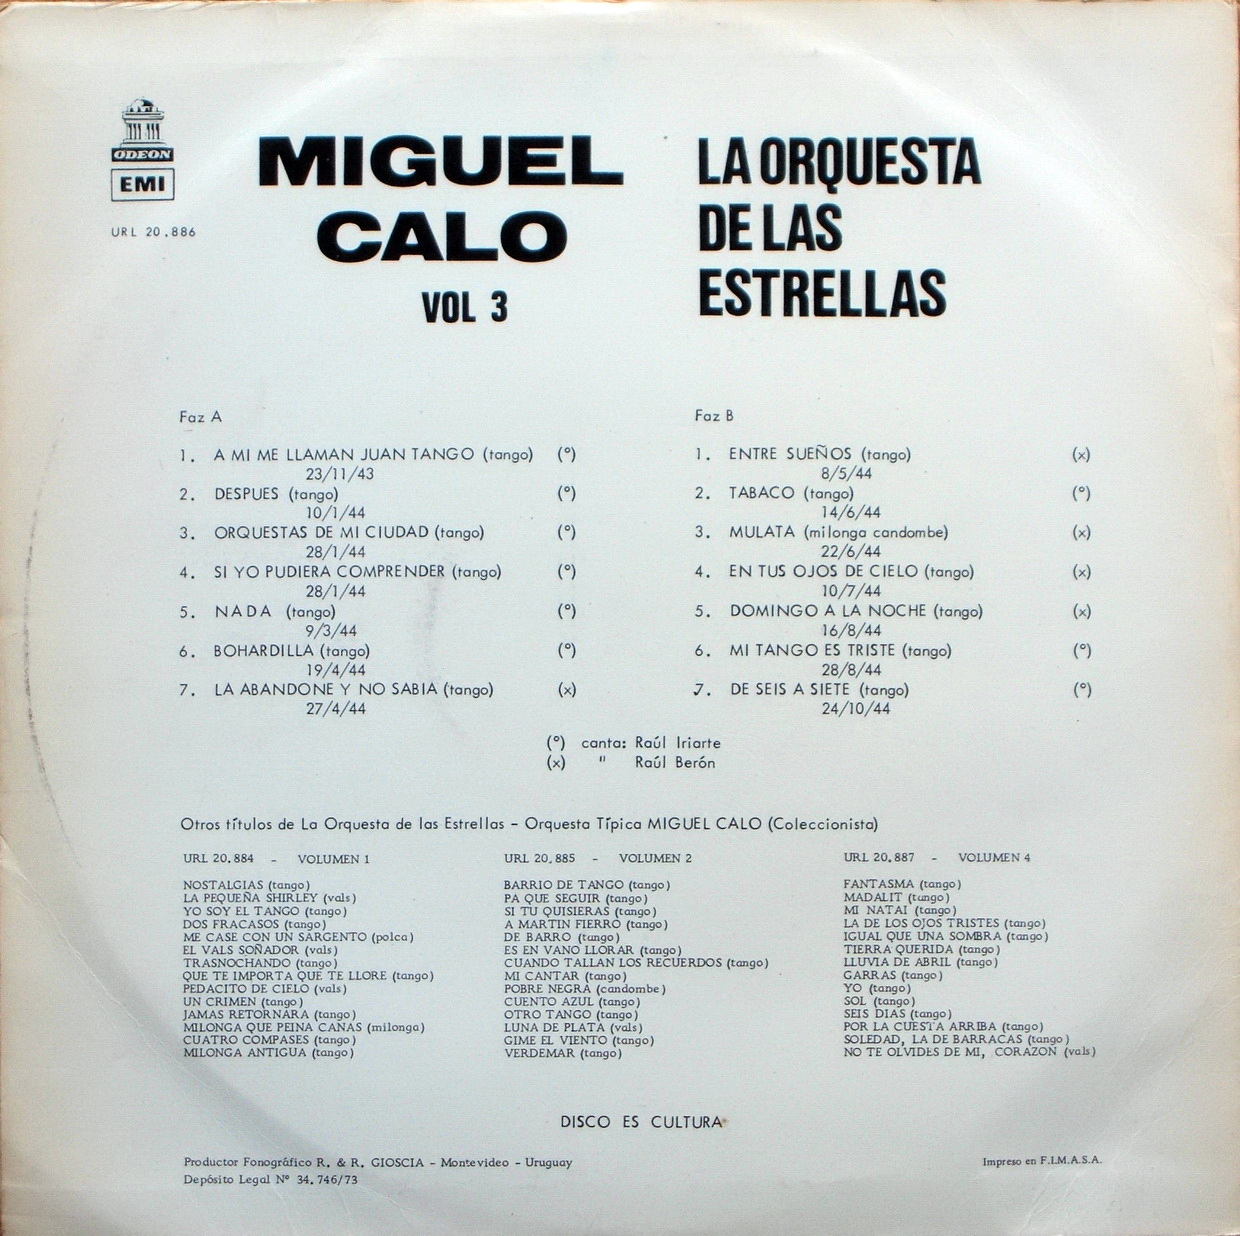 ODEON
EMI
URL 20.886
MIGUEL
CALO
VOL 3
LA ORQUESTA
DE LAS
ESTRELLAS
Faz A
1. A MI ME LLAMAN JUAN TANGO (tango) (°)
23/11/43
2. DESPUES (tango) (°)
10/1/44
3. ORQUESTAS DE MI CIUDAD (tango) (°)
28/1/44
4. SI YO PUDIERA COMPRENDER (tango) (°)
28/1/44
5. NADA (tango) (°)
9/3/44
6. BOHARDILLA (tango) (°)
19/4/44
7. LA ABANDONE Y NO SABIA (tango) (x)
27/4/44
Faz B
1. ENTRE SUEÑOS (tango) (x)
8/5/44
2. TABACO (tango) (°)
14/6/44
3. MULATA (milonga candombe) (x)
22/6/44
4. EN TUS OJOS DE CIELO (tango) (x)
10/7/44
5. DOMINGO A LA NOCHE (tango) (x)
16/8/44
6. MI TANGO ES TRISTE (tango) (°)
28/8/44
7. DE SEIS A SIETE (tango) (°)
24/10/44
(°) canta: Raúl Iriarte
(x) " Raúl Berón
Otros títulos de La Orquesta de las Estrellas - Orquesta Típica MIGUEL CALO (Coleccionista)
URL 20.884 - VOLUMEN 1
NOSTALGIAS (tango)
LA PEQUEÑA SHIRLEY (vals)
YO SOY EL TANGO (tango)
DOS FRACASOS (tango)
ME CASE CON UN SARGENTO (polca)
EL VALS SOÑADOR (vals)
TRASNOCHANDO (tango)
QUE TE IMPORTA QUE TE LLORE (tango)
PEDACITO DE CIELO (vals)
UN CRIMEN (tango)
JAMAS RETORNARA (tango)
MILONGA QUE PEINA CANAS (milonga)
CUATRO COMPASES (tango)
MILONGA ANTIGUA (tango)
URL 20.885 - VOLUMEN 2
BARRIO DE TANGO (tango)
PA QUE SEGUIR (tango)
SI TU QUISIERAS (tango)
A MARTIN FIERRO (tango)
DE BARRO (tango)
ES EN VANO LLORAR (tango)
CUANDO TALLAN LOS RECUERDOS (tango)
MI CANTAR (tango)
POBRE NEGRA (candombe)
CUENTO AZUL (tango)
OTRO TANGO (tango)
LUNA DE PLATA (vals)
GIME EL VIENTO (tango)
VERDEMAR (tango)
URL 20.887 - VOLUMEN 4
FANTASMA (tango)
MADALIT (tango)
MI NATAI (tango)
LA DE LOS OJOS TRISTES (tango)
IGUAL QUE UNA SOMBRA (tango)
TIERRA QUERIDA (tango)
LLUVIA DE ABRIL (tango)
GARRAS (tango)
YO (tango)
SOL (tango)
SEIS DIAS (tango)
POR LA CUESTA ARRIBA (tango)
SOLEDAD, LA DE BARRACAS (tango)
NO TE OLVIDES DE MI, CORAZON (vals)
DISCO ES CULTURA
Productor Fonográfico R. & R. GIOSCIA - Montevideo - Uruguay
Depósito Legal Nº 34.746/73
Impreso en F.I.M.A.S.A.